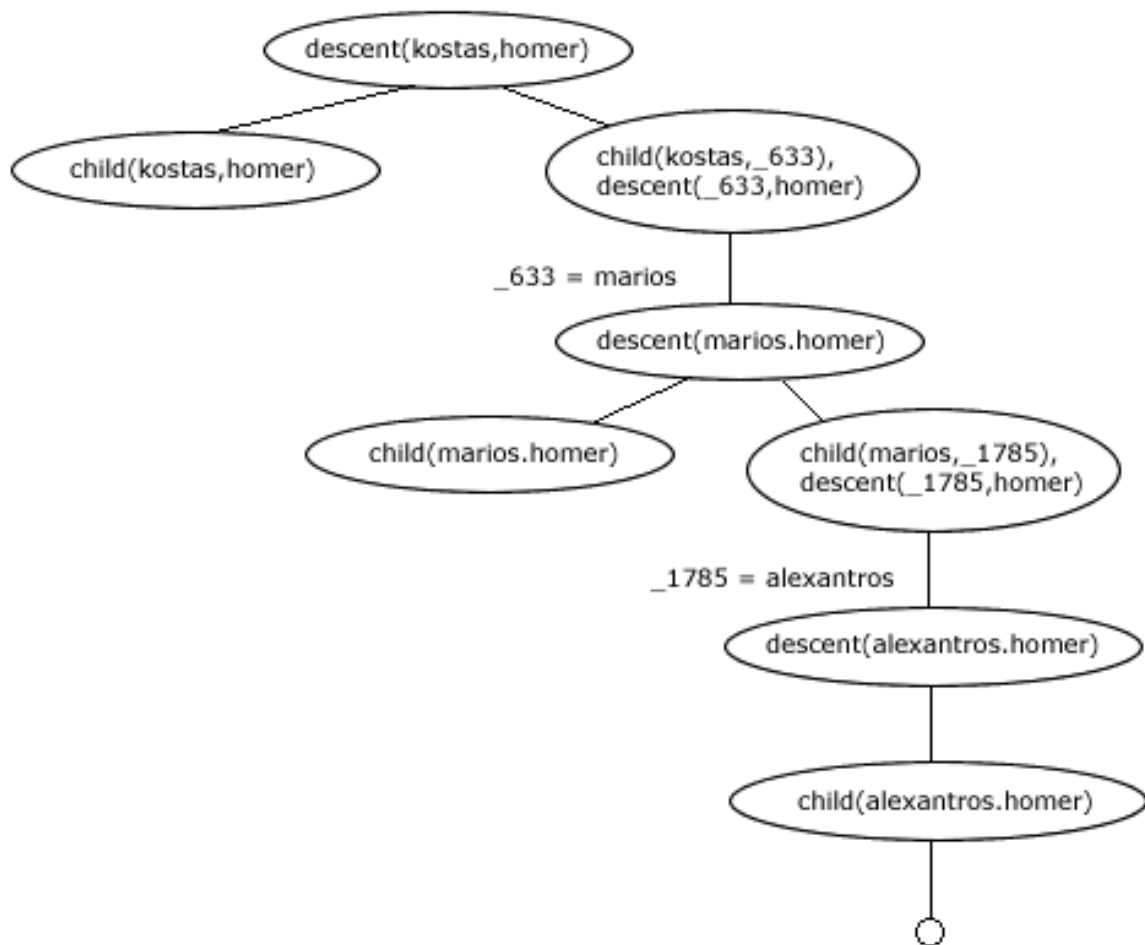 descent(kostas,homer)
child(kostas,homer)
child(kostas,_633),
descent(_633,homer)
_633 = marios
descent(marios.homer)
child(marios.homer)
child(marios,_1785),
descent(_1785,homer)
_1785 = alexantros
descent(alexantros.homer)
child(alexantros.homer)